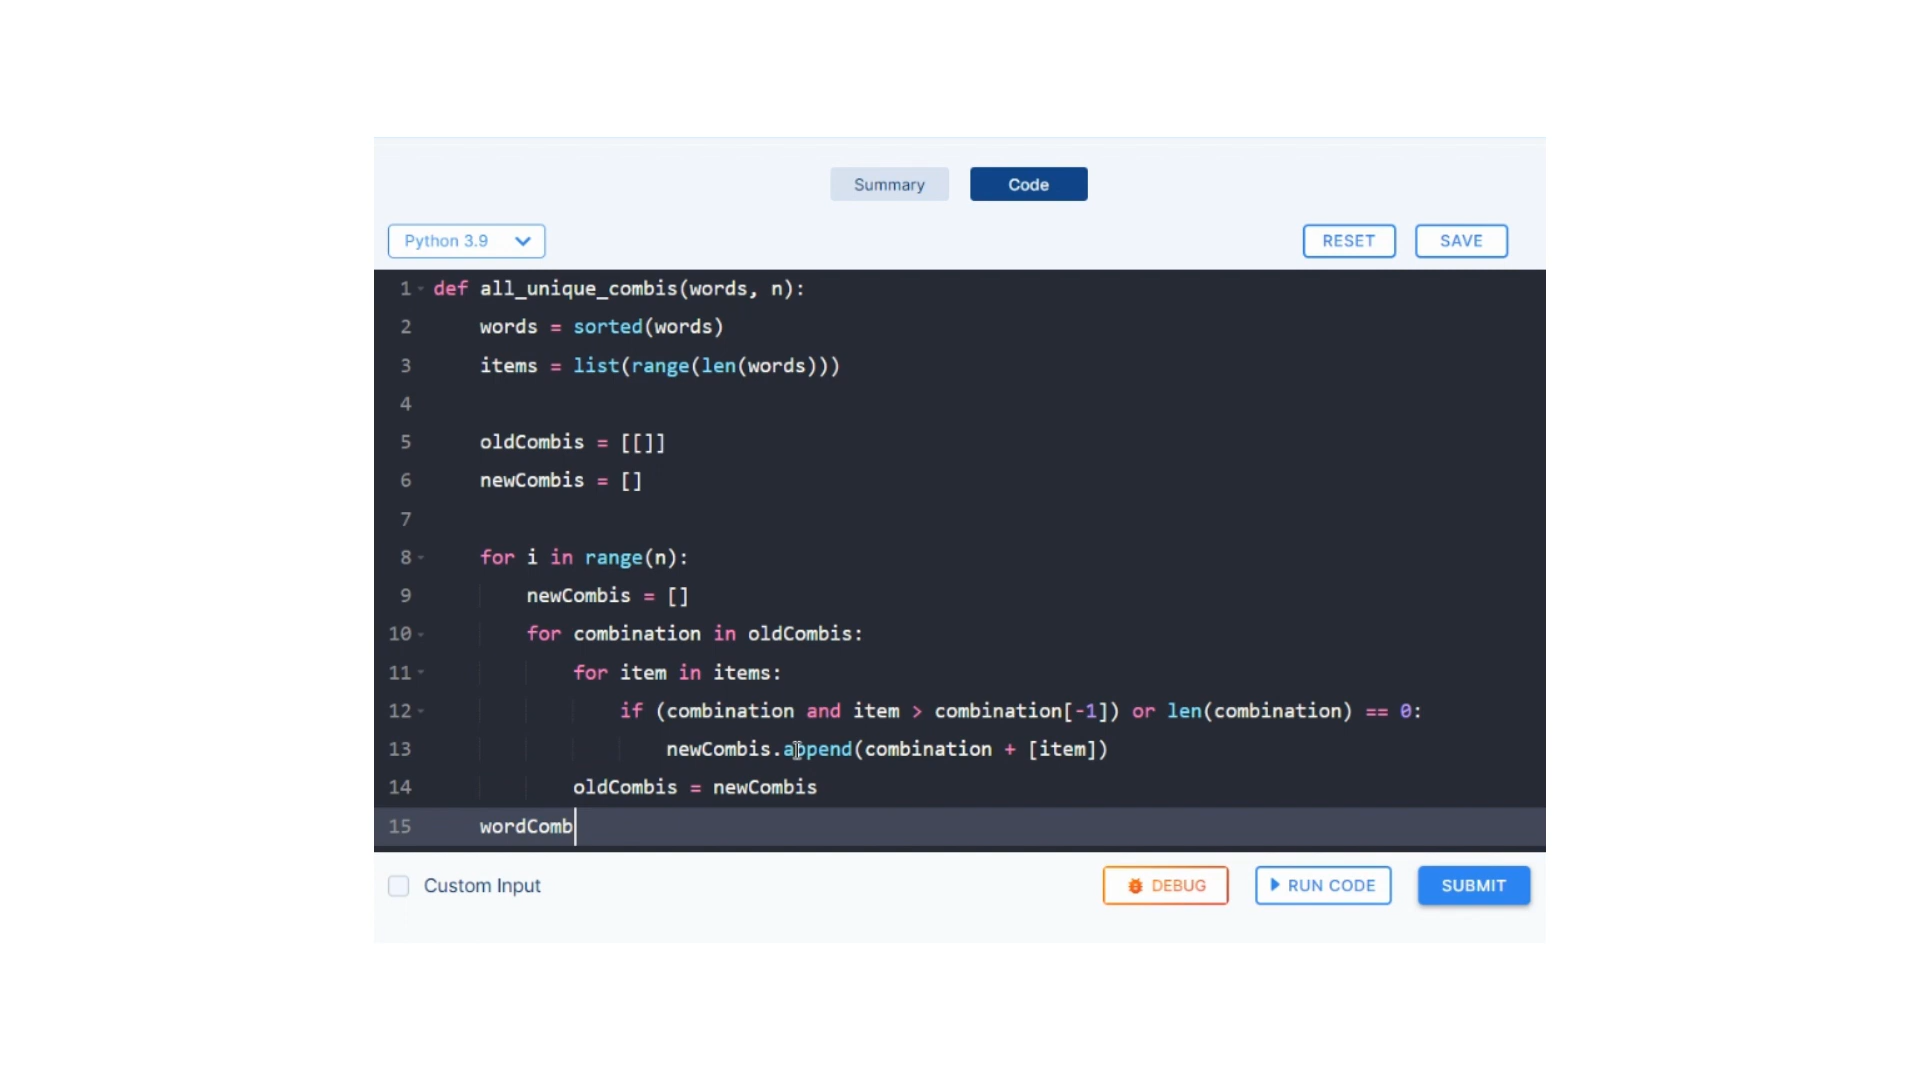 Summary Code
Python 3.9 RESET SAVE
1 def all_unique_combis(words, n):
2 words = sorted(words)
3 items = list(range(len(words)))
4
5 oldCombis = [[]]
6 newCombis = []
7
8 for i in range(n):
9 newCombis = []
10 for combination in oldCombis:
11 for item in items:
12 if (combination and item > combination[-1]) or len(combination) == 0:
13 newCombis.append(combination + [item])
14 oldCombis = newCombis
15 wordComb
Custom Input DEBUG RUN CODE SUBMIT